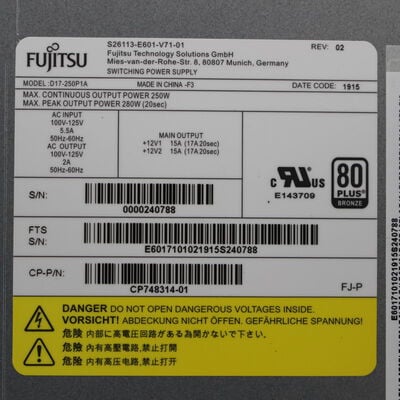 FUJITSU
S26113-E601-V71-01
Fujitsu Technology Solutions GmbH
Mies-van-der-Rohe-Str. 8, 80807 Munich, Germany
SWITCHING POWER SUPPLY
REV: 02
MODEL: D17-250P1A
MADE IN CHINA -F3
DATE CODE: 1915
MAX. CONTINUOUS OUTPUT POWER 250W
MAX. PEAK OUTPUT POWER 280W (20sec)
AC INPUT
100V-125V
5.5A
50Hz-60Hz
AC OUTPUT
100V-125V
2A
50Hz-60Hz
MAIN OUTPUT
+12V1 15A (17A 20sec)
+12V2 15A (17A 20sec)
C RU US
E143709
80
PLUS
BRONZE
S/N:
0000240788
FTS
S/N:
E6017101021915S240788
CP-P/N:
CP748314-01
FJ-P
DANGER DO NOT OPEN DANGEROUS VOLTAGES INSIDE.
VORSICHT! ABDECKUNG NICHT ÖFFNEN. GEFÄHRLICHE SPANNUNG!
危険 内部に高電圧回路がある為開かないで下さい。
危險 內有高壓電, 禁止打開
危险 内有高压电, 禁止打开
E6017101021915S240788